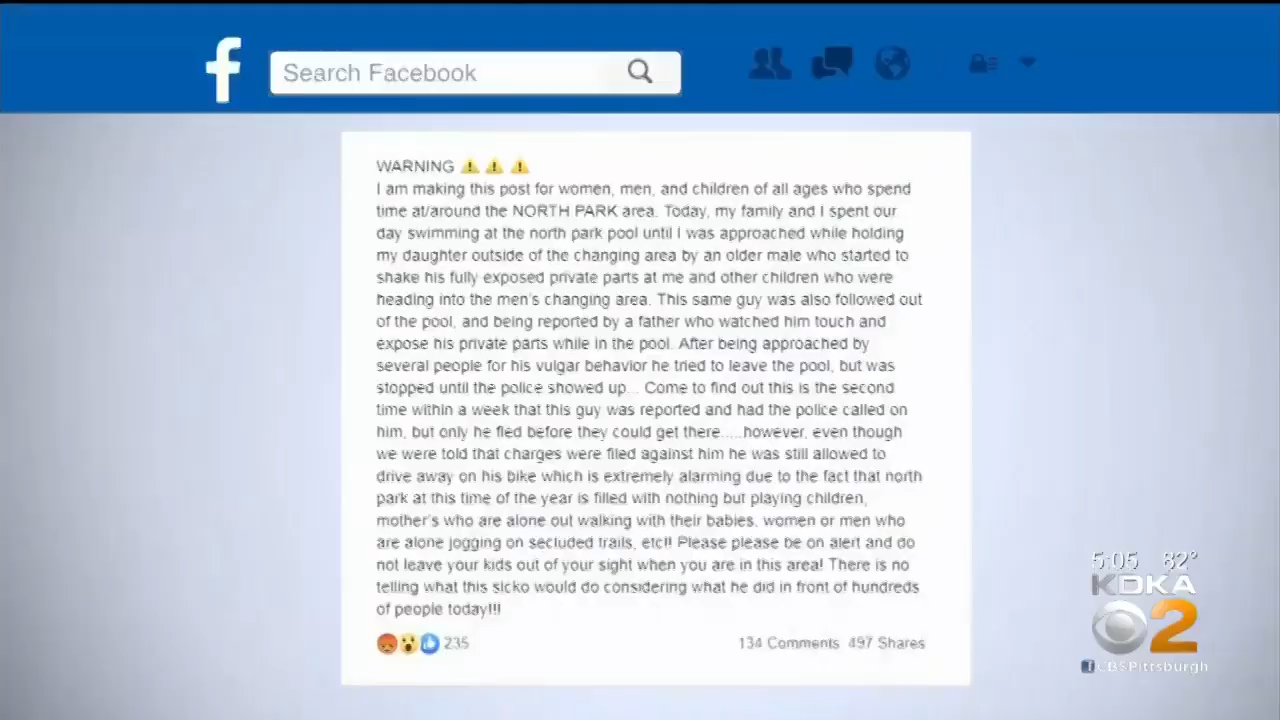 f
Search Facebook
WARNING ⚠ ⚠ ⚠
I am making this post for women, men, and children of all ages who spend
time at/around the NORTH PARK area. Today, my family and I spent our
day swimming at the north park pool until I was approached while holding
my daughter outside of the changing area by an older male who started to
shake his fully exposed private parts at me and other children who were
heading into the men's changing area. This same guy was also followed out
of the pool, and being reported by a father who watched him touch and
expose his private parts while in the pool. After being approached by
several people for his vulgar behavior he tried to leave the pool, but was
stopped until the police showed up... Come to find out this is the second
time within a week that this guy was reported and had the police called on
him, but only he fled before they could get there.....however, even though
we were told that charges were filed against him he was still allowed to
drive away on his bike which is extremely alarming due to the fact that north
park at this time of the year is filled with nothing but playing children,
mother's who are alone out walking with their babies, women or men who
are alone jogging on secluded trails, etc!! Please please be on alert and do
not leave your kids out of your sight when you are in this area! There is no
telling what this sicko would do considering what he did in front of hundreds
of people today!!!
235
134 Comments 497 Shares
5:05 82°
KDKA
2
f CBSPittsburgh